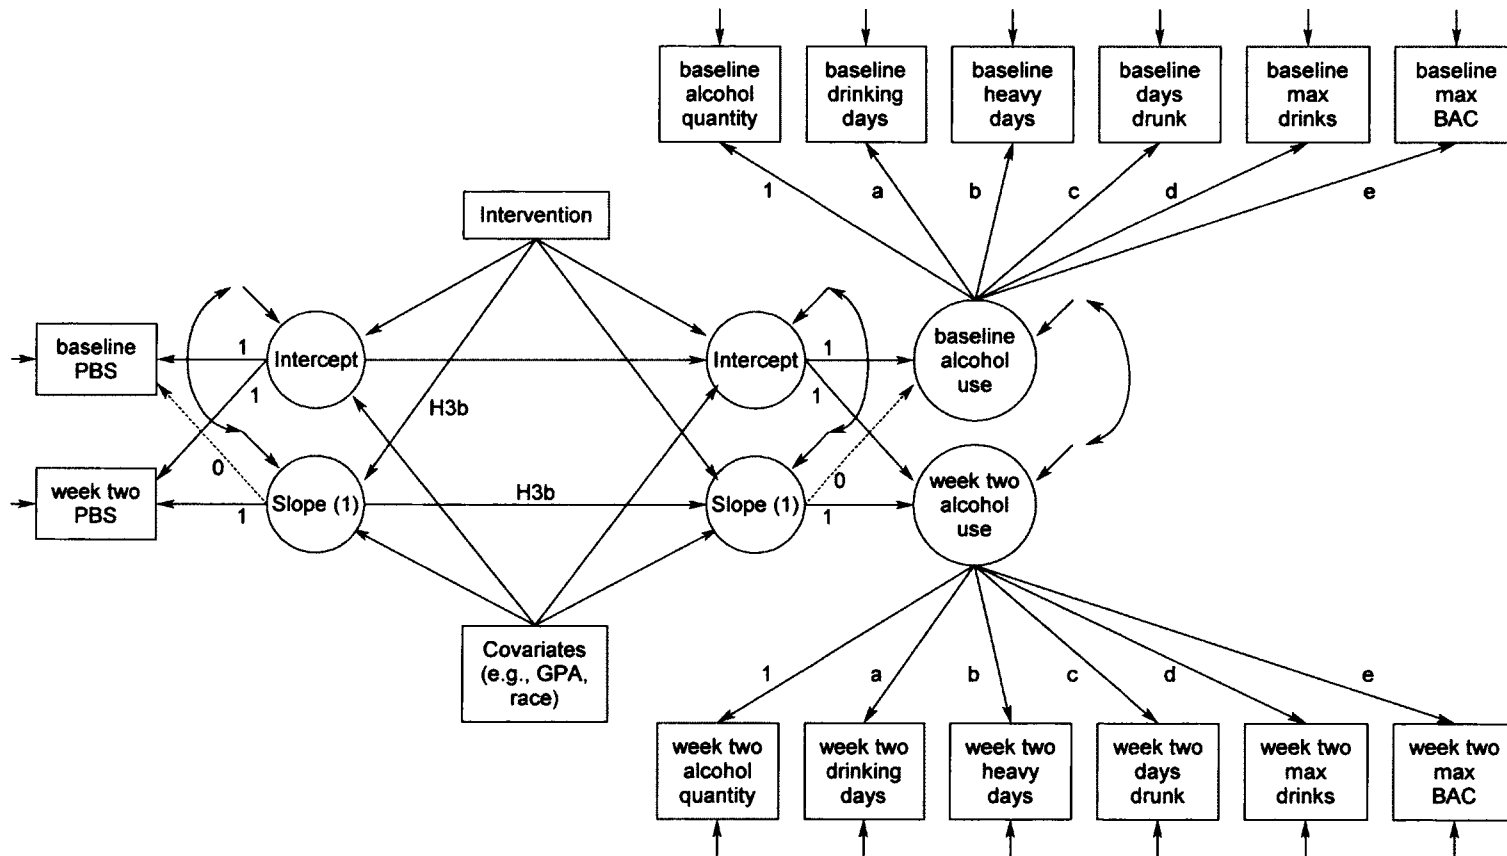 baseline
alcohol
quantity
baseline
drinking
days
baseline
heavy
days
baseline
days
drunk
baseline
max
drinks
baseline
max
BAC
1
a
b
c
d
e
Intervention
baseline
PBS
1
Intercept
Intercept
1
baseline
alcohol
use
1
1
H3b
0
0
week two
PBS
1
Slope (1)
H3b
Slope (1)
1
week two
alcohol
use
Covariates
(e.g., GPA,
race)
1
a
b
c
d
e
week two
alcohol
quantity
week two
drinking
days
week two
heavy
days
week two
days
drunk
week two
max
drinks
week two
max
BAC